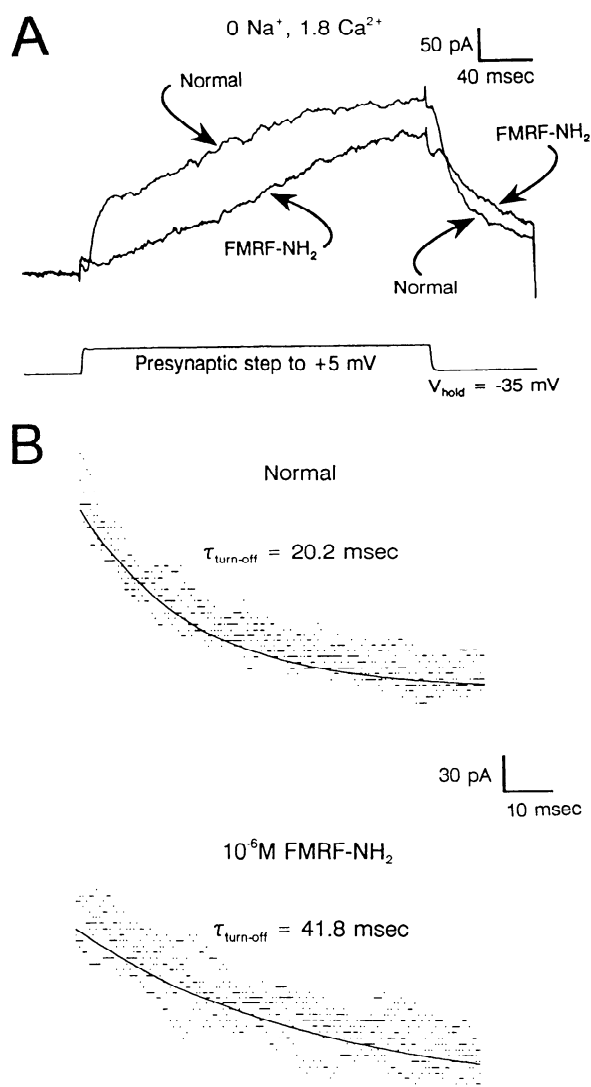 A
0 Na⁺, 1.8 Ca²⁺
50 pA
40 msec
Normal
FMRF-NH₂
FMRF-NH₂
Normal
Presynaptic step to +5 mV
V_hold = -35 mV
B
Normal
τ_turn-off = 20.2 msec
30 pA
10 msec
10⁻⁶M FMRF-NH₂
τ_turn-off = 41.8 msec